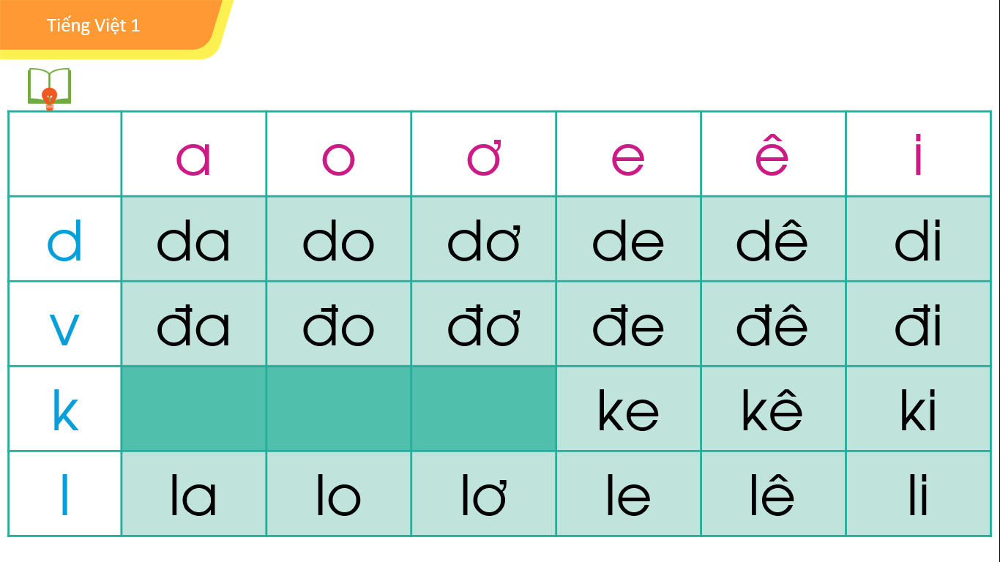 Tiếng Việt 1
a o ơ e ê i
d da do dơ de dê di
v đa đo đơ đe đê đi
k ke kê ki
l la lo lơ le lê li